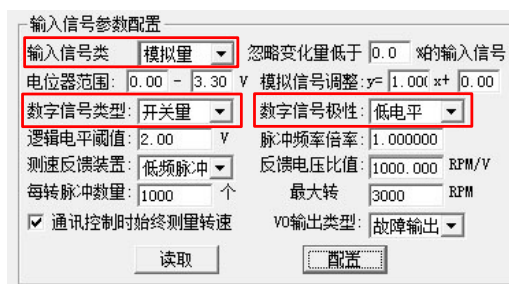 输入信号参数配置
输入信号类 模拟量 忽略变化量低于 0.0 %的输入信号
电位器范围: 0.00 - 3.30 V 模拟信号调整:y= 1.00( x+ 0.00
数字信号类型: 开关量 数字信号极性: 低电平
逻辑电平阈值: 2.00 V 脉冲频率倍率: 1.000000
测速反馈装置: 低频脉冲 反馈电压比值: 1000.000 RPM/V
每转脉冲数量: 1000 个 最大转 3000 RPM
通讯控制时始终测量转速 VO输出类型: 故障输出
读取 配置